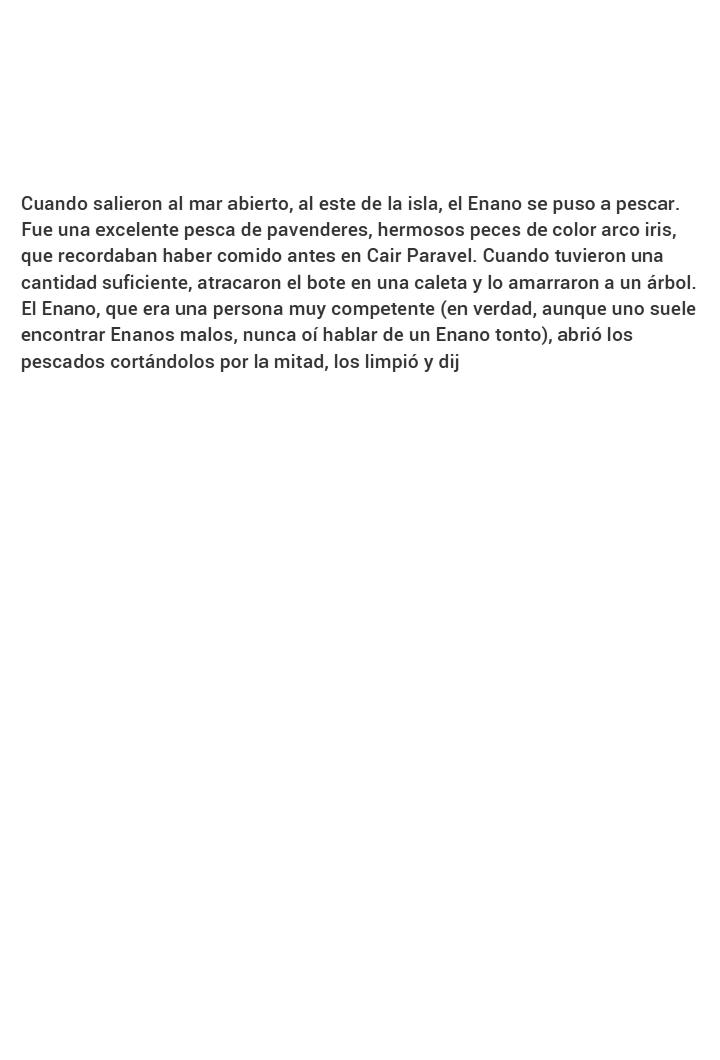 Cuando salieron al mar abierto, al este de la isla, el Enano se puso a pescar.
Fue una excelente pesca de pavenderes, hermosos peces de color arco iris,
que recordaban haber comido antes en Cair Paravel. Cuando tuvieron una
cantidad suficiente, atracaron el bote en una caleta y lo amarraron a un árbol.
El Enano, que era una persona muy competente (en verdad, aunque uno suele
encontrar Enanos malos, nunca oí hablar de un Enano tonto), abrió los
pescados cortándolos por la mitad, los limpió y dij